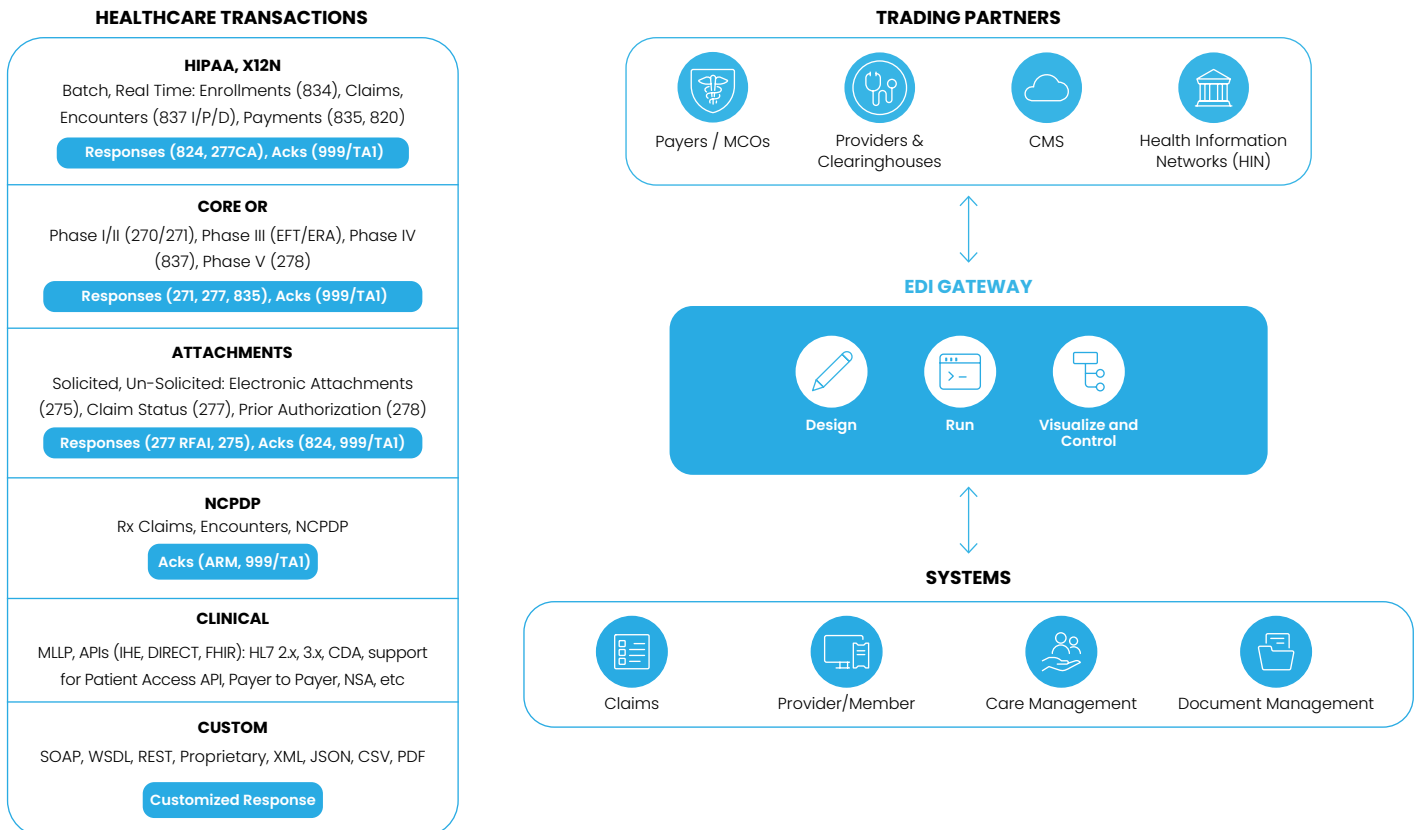 HEALTHCARE TRANSACTIONS
HIPAA, X12N
Batch, Real Time: Enrollments (834), Claims,
Encounters (837 I/P/D), Payments (835, 820)
Responses (824, 277CA), Acks (999/TA1)
CORE OR
Phase I/II (270/271), Phase III (EFT/ERA), Phase IV
(837), Phase V (278)
Responses (271, 277, 835), Acks (999/TA1)
ATTACHMENTS
Solicited, Un-Solicited: Electronic Attachments
(275), Claim Status (277), Prior Authorization (278)
Responses (277 RFAI, 275), Acks (824, 999/TA1)
NCPDP
Rx Claims, Encounters, NCPDP
Acks (ARM, 999/TA1)
CLINICAL
MLLP, APIs (IHE, DIRECT, FHIR): HL7 2.x, 3.x, CDA, support
for Patient Access API, Payer to Payer, NSA, etc
CUSTOM
SOAP, WSDL, REST, Proprietary, XML, JSON, CSV, PDF
Customized Response
TRADING PARTNERS
Payers / MCOs
Providers &
Clearinghouses
CMS
Health Information
Networks (HIN)
EDI GATEWAY
Design
Run
Visualize and
Control
SYSTEMS
Claims
Provider/Member
Care Management
Document Management